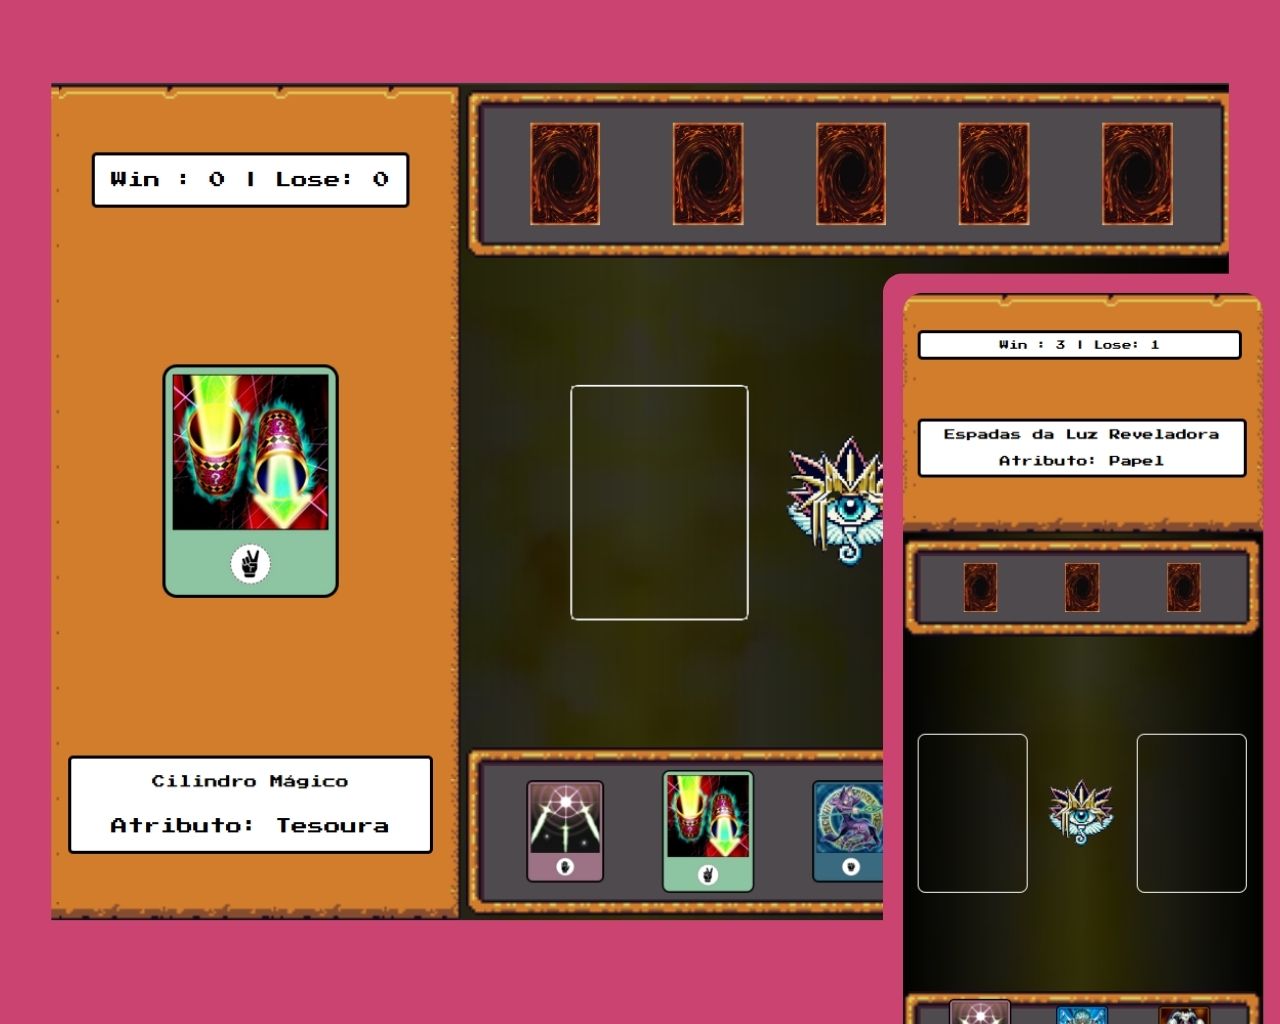 Win : 0 | Lose: 0
Cilindro Mágico
Atributo: Tesoura
Win : 3 | Lose: 1
Espadas da Luz Reveladora
Atributo: Papel